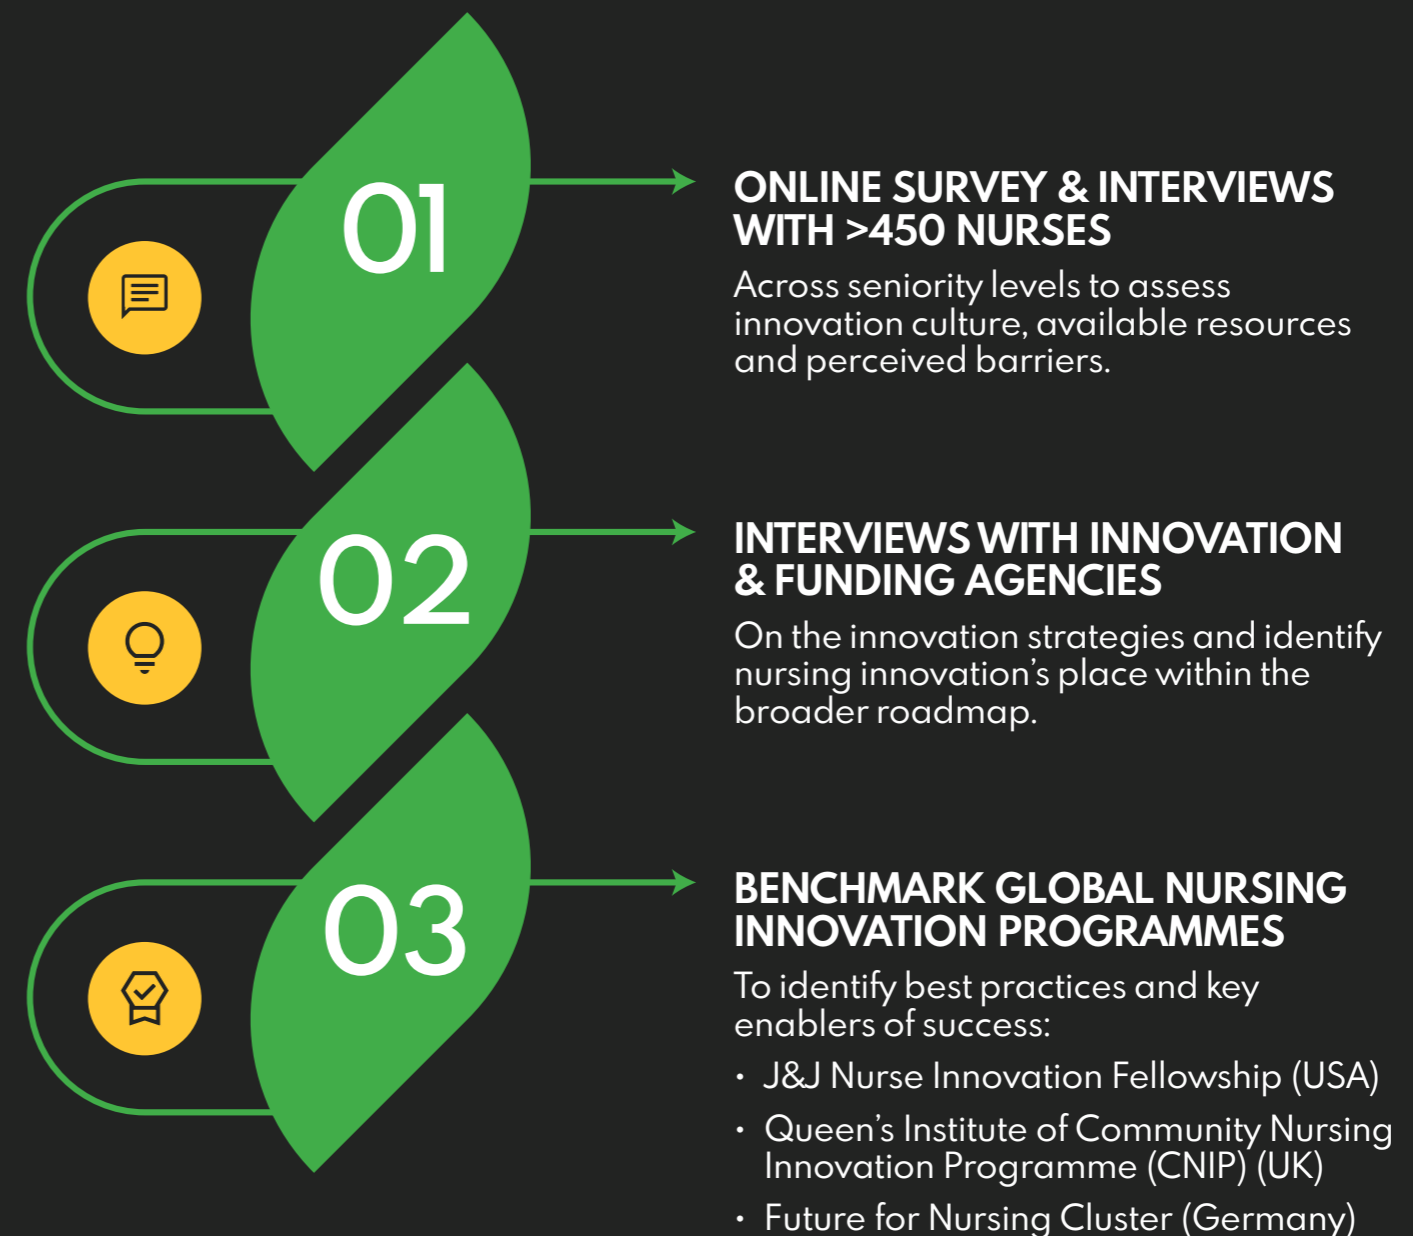 01
ONLINE SURVEY & INTERVIEWS
WITH >450 NURSES
Across seniority levels to assess
innovation culture, available resources
and perceived barriers.
02
INTERVIEWS WITH INNOVATION
& FUNDING AGENCIES
On the innovation strategies and identify
nursing innovation’s place within the
broader roadmap.
03
BENCHMARK GLOBAL NURSING
INNOVATION PROGRAMMES
To identify best practices and key
enablers of success:
• J&J Nurse Innovation Fellowship (USA)
• Queen’s Institute of Community Nursing
Innovation Programme (CNIP) (UK)
• Future for Nursing Cluster (Germany)